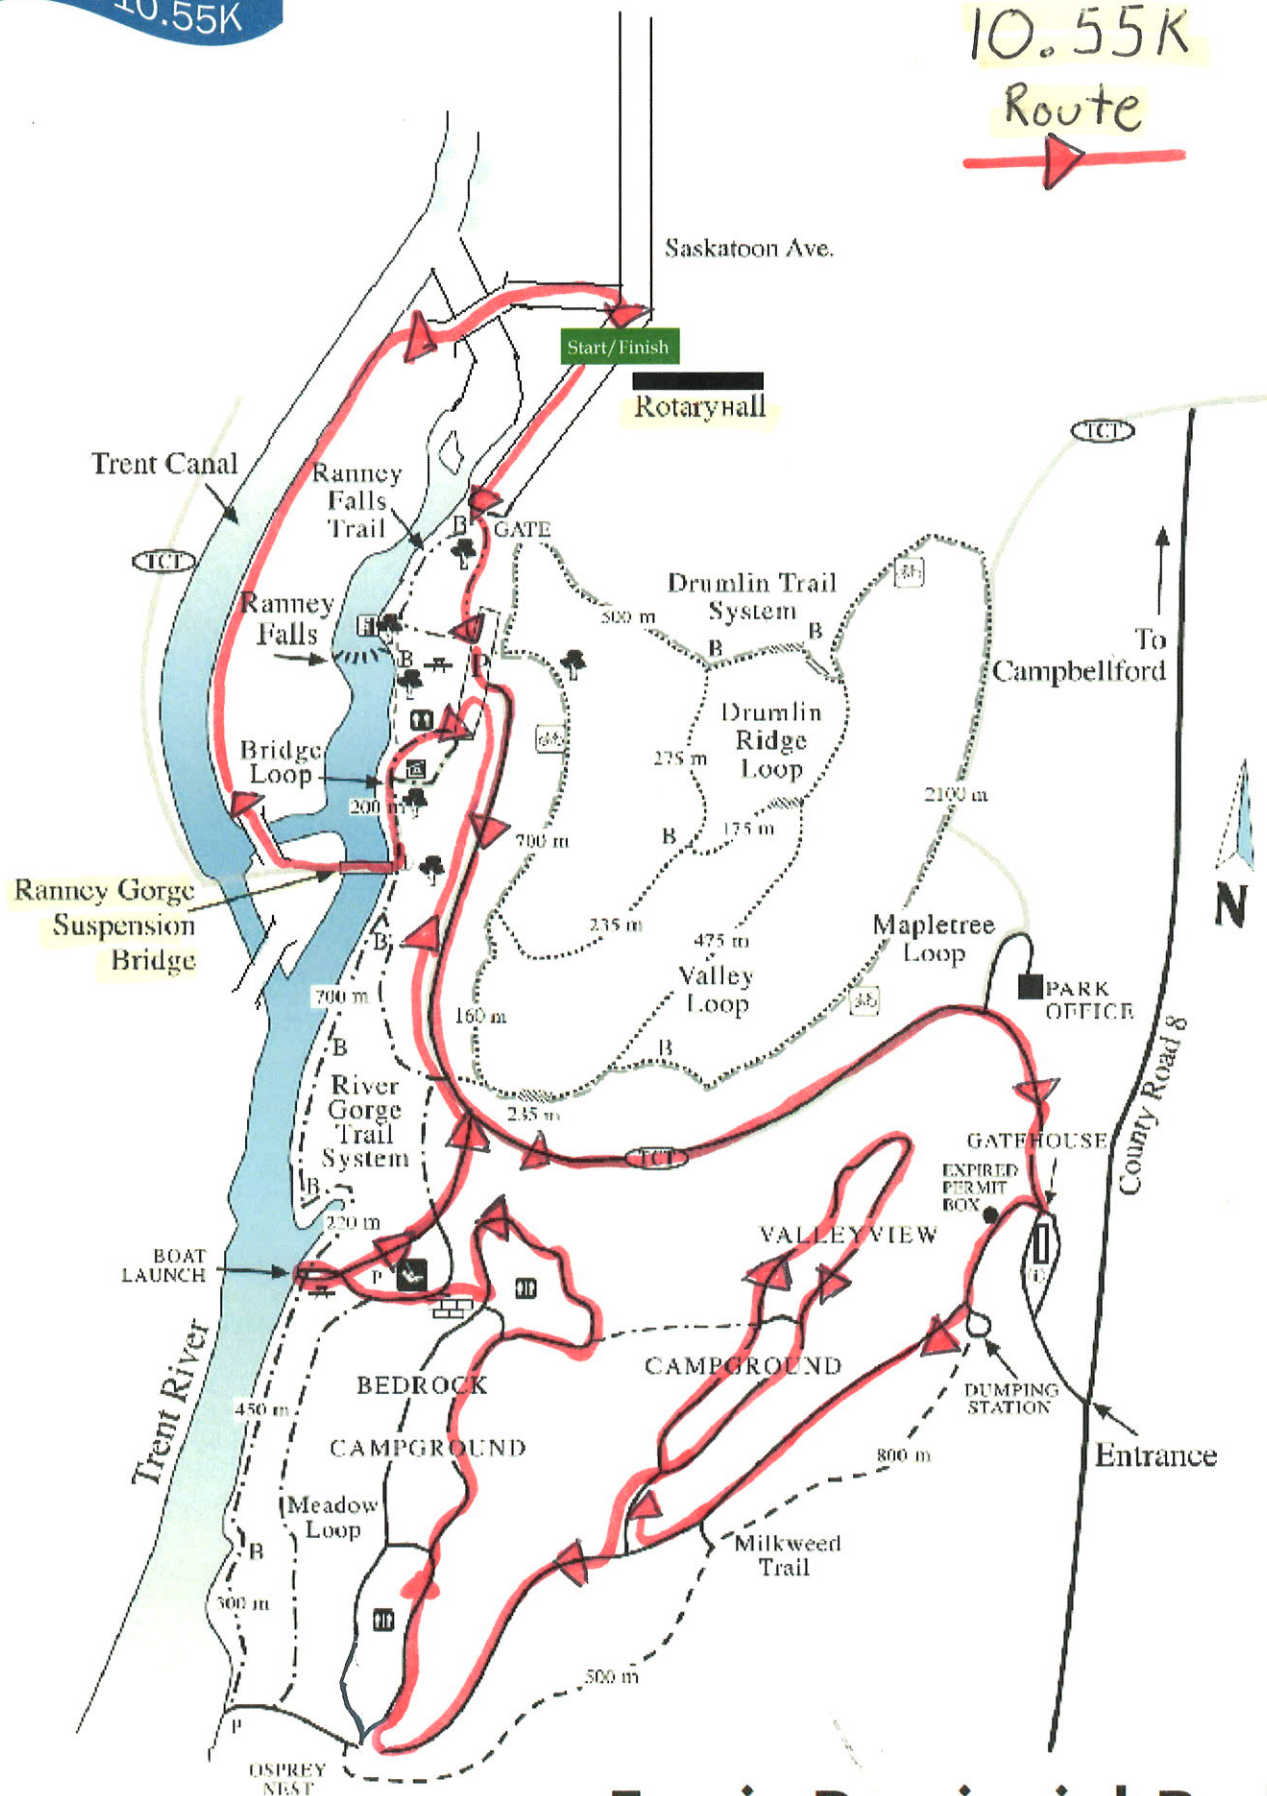 10.55K
10.55K
Route
Saskatoon Ave.
Start/Finish
Rotary Hall
TCT
Trent Canal
Ranney
Falls
Trail
B
GATE
TCT
Drumlin Trail
System
Ranney
Falls
500 m
B
B
To
Campbellford
B
P
Drumlin
Ridge
Loop
Bridge
Loop
275 m
200 m
2100 m
B
175 m
700 m
Ranney Gorge
Suspension
Bridge
N
235 m
475 m
Mapletree
Loop
B
Valley
Loop
700 m
PARK
OFFICE
160 m
B
B
County Road 8
River
Gorge
Trail
System
235 m
TCT
GATEHOUSE
EXPIRED
PERMIT
BOX
B
220 m
VALLEYVIEW
BOAT
LAUNCH
P
CAMPGROUND
BEDROCK
DUMPING
STATION
Trent River
450 m
CAMPGROUND
800 m
Entrance
Meadow
Loop
B
Milkweed
Trail
300 m
500 m
P
OSPREY
NEST